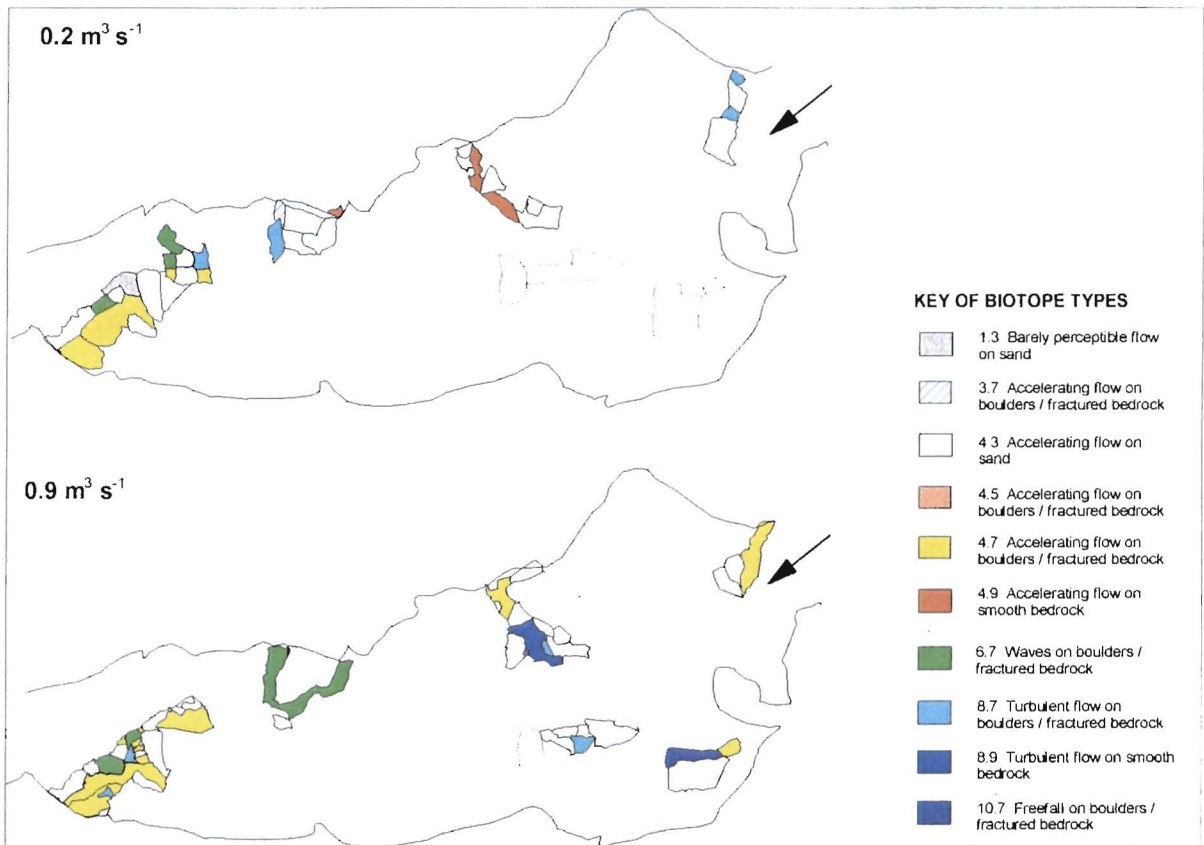 0.2 m³ s⁻¹
0.9 m³ s⁻¹
KEY OF BIOTOPE TYPES
1.3 Barely perceptible flow
on sand
3.7 Accelerating flow on
boulders / fractured bedrock
4.3 Accelerating flow on
sand
4.5 Accelerating flow on
boulders / fractured bedrock
4.7 Accelerating flow on
boulders / fractured bedrock
4.9 Accelerating flow on
smooth bedrock
6.7 Waves on boulders /
fractured bedrock
8.7 Turbulent flow on
boulders / fractured bedrock
8.9 Turbulent flow on smooth
bedrock
10.7 Freefall on boulders /
fractured bedrock